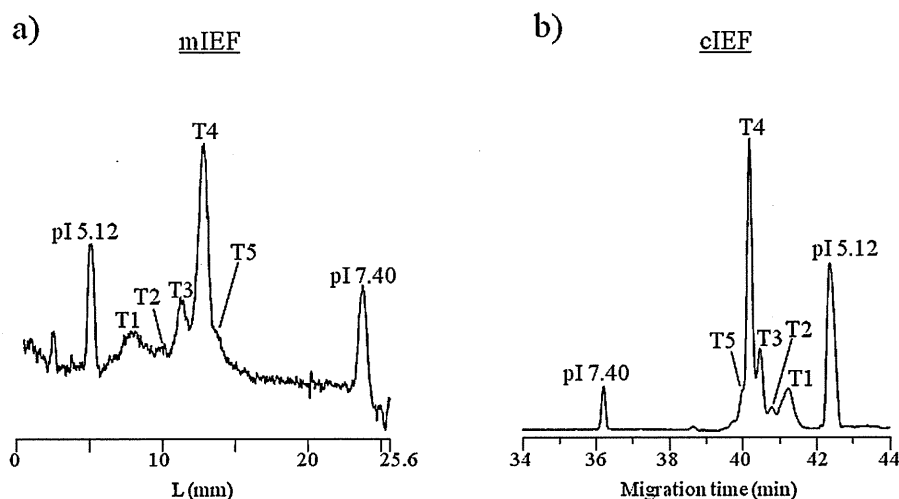 a)
mIEF
T4
pI 5.12
T5
T2
T3
pI 7.40
T1
0
10
20
25.6
L (mm)
b)
cIEF
T4
pI 5.12
T5
T3
T2
pI 7.40
T1
34
36
38
40
42
44
Migration time (min)